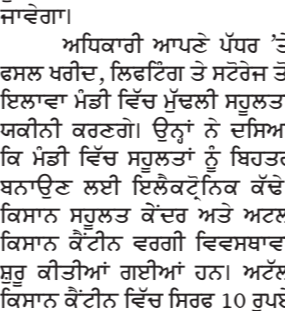 ਜਾਵੇਗਾ।
ਅਧਿਕਾਰੀ ਆਪਣੇ ਪੱਧਰ ’ਤੇ
ਫਸਲ ਖਰੀਦ, ਲਿਫਟਿੰਗ ਤੇ ਸਟੋਰੇਜ ਤੋਂ
ਇਲਾਵਾ ਮੰਡੀ ਵਿੱਚ ਮੁੱਢਲੀ ਸਹੂਲਤ
ਯਕੀਨੀ ਕਰਣਗੇ। ਉਨ੍ਹਾਂ ਨੇ ਦਸਿਆ
ਕਿ ਮੰਡੀ ਵਿੱਚ ਸਹੂਲਤਾਂ ਨੂੰ ਬਿਹਤਰ
ਬਨਾਉਣ ਲਈ ਇਲੈਕਟ੍ਰੋਨਿਕ ਕੰਢੇ
ਕਿਸਾਨ ਸਹੂਲਤ ਕੇਂਦਰ ਅਤੇ ਅਟਲ
ਕਿਸਾਨ ਕੈਂਟੀਨ ਵਰਗੀ ਵਿਵਸਥਾਵ
ਸ਼ੁਰੂ ਕੀਤੀਆਂ ਗਈਆਂ ਹਨ। ਅਟੱਲ
ਕਿਸਾਨ ਕੈਂਟੀਨ ਵਿੱਚ ਸਿਰਫ 10 ਰੁਪਏ